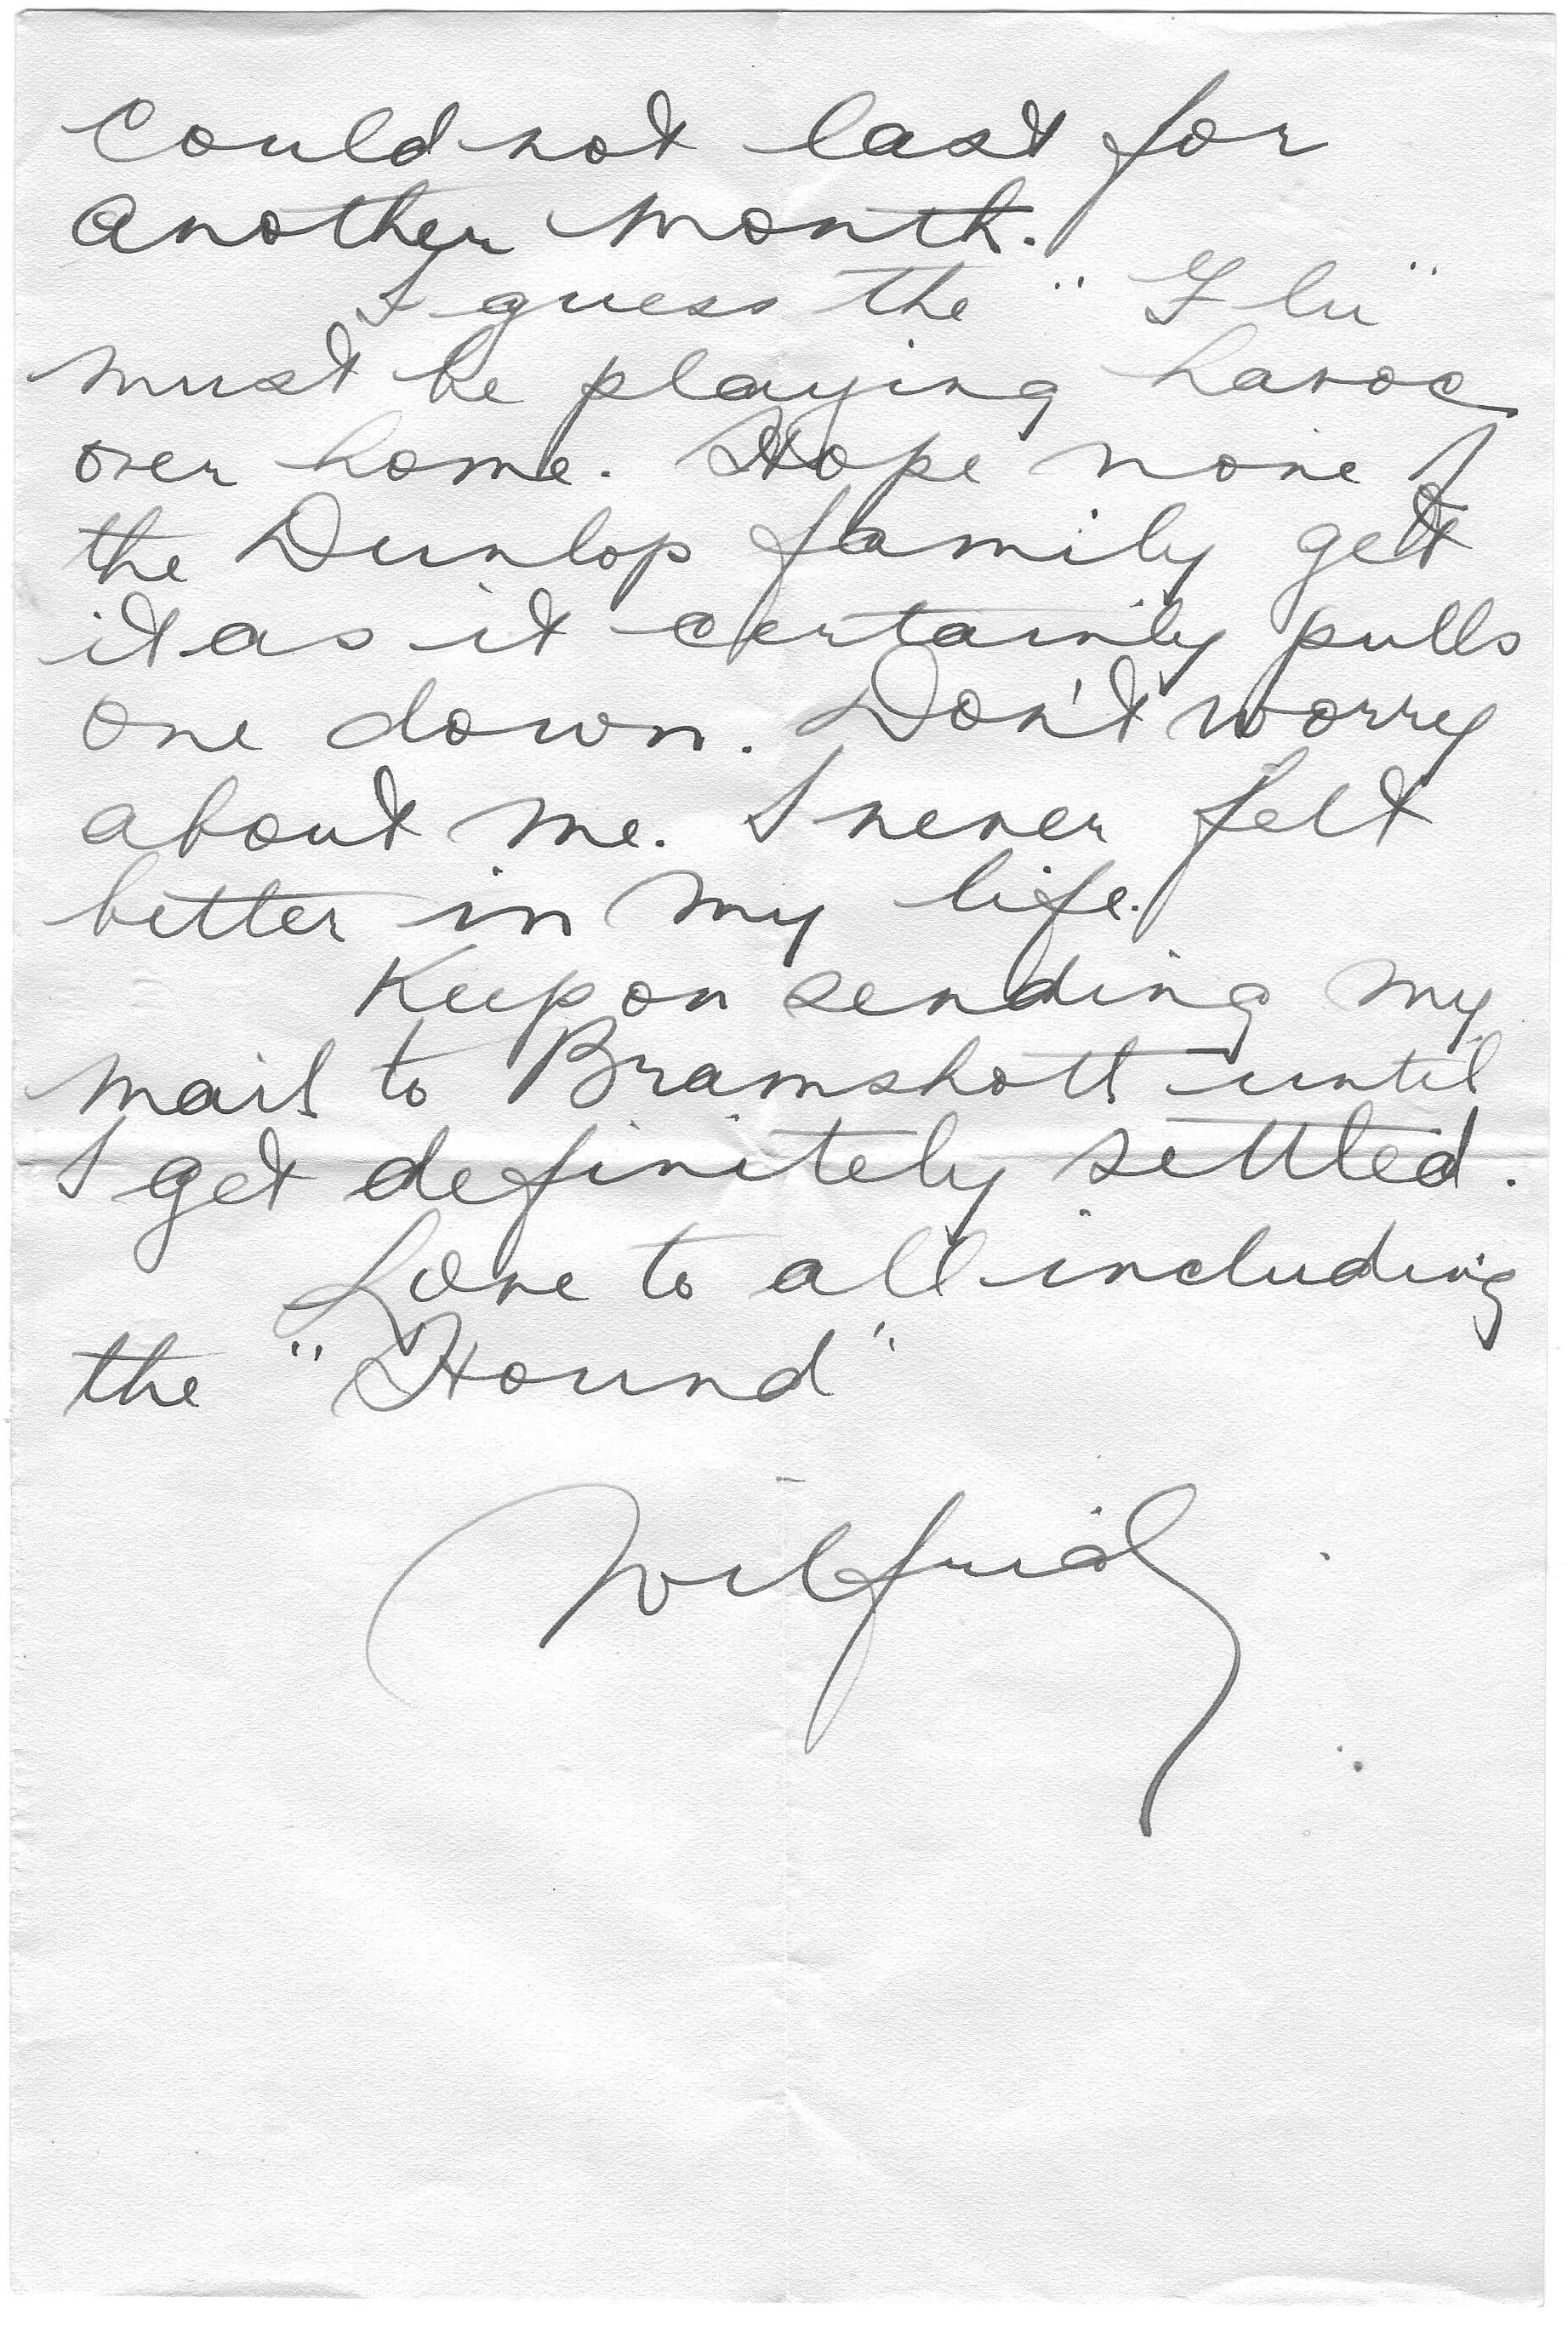 could not last for
another month.
I guess the "Flu"
must be playing havoc
over home. Hope none of
the Dunlop family get
it as it certainly pulls
one down. Don't worry
about me. I never felt
better in my life.
Keep on sending my
mail to Bramshott until
I get definitely settled.
Love to all including
the "Hound"
Wilfrid